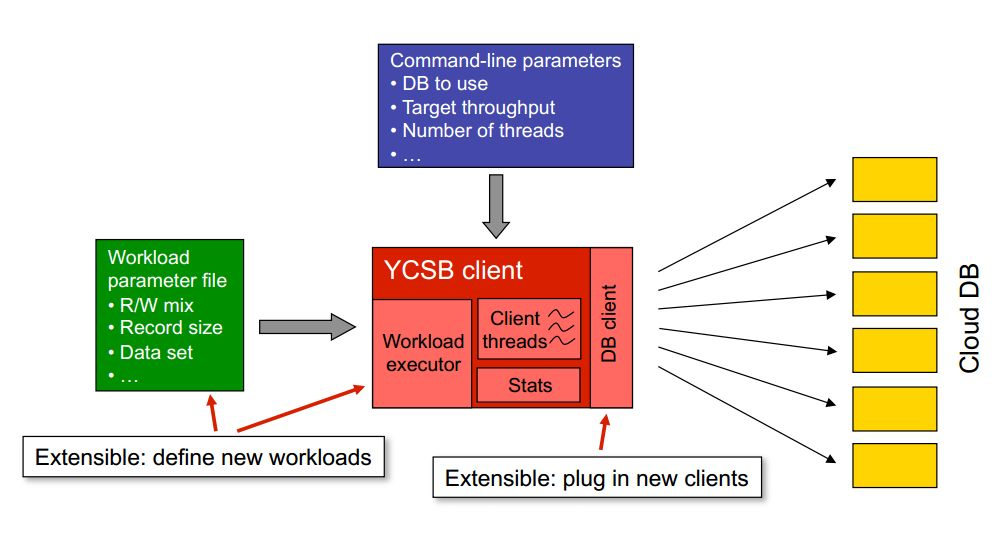 Command-line parameters
• DB to use
• Target throughput
• Number of threads
• …
Workload
parameter file
• R/W mix
• Record size
• Data set
• …
YCSB client
Workload
executor
Client
threads
Stats
DB client
Cloud DB
Extensible: define new workloads
Extensible: plug in new clients